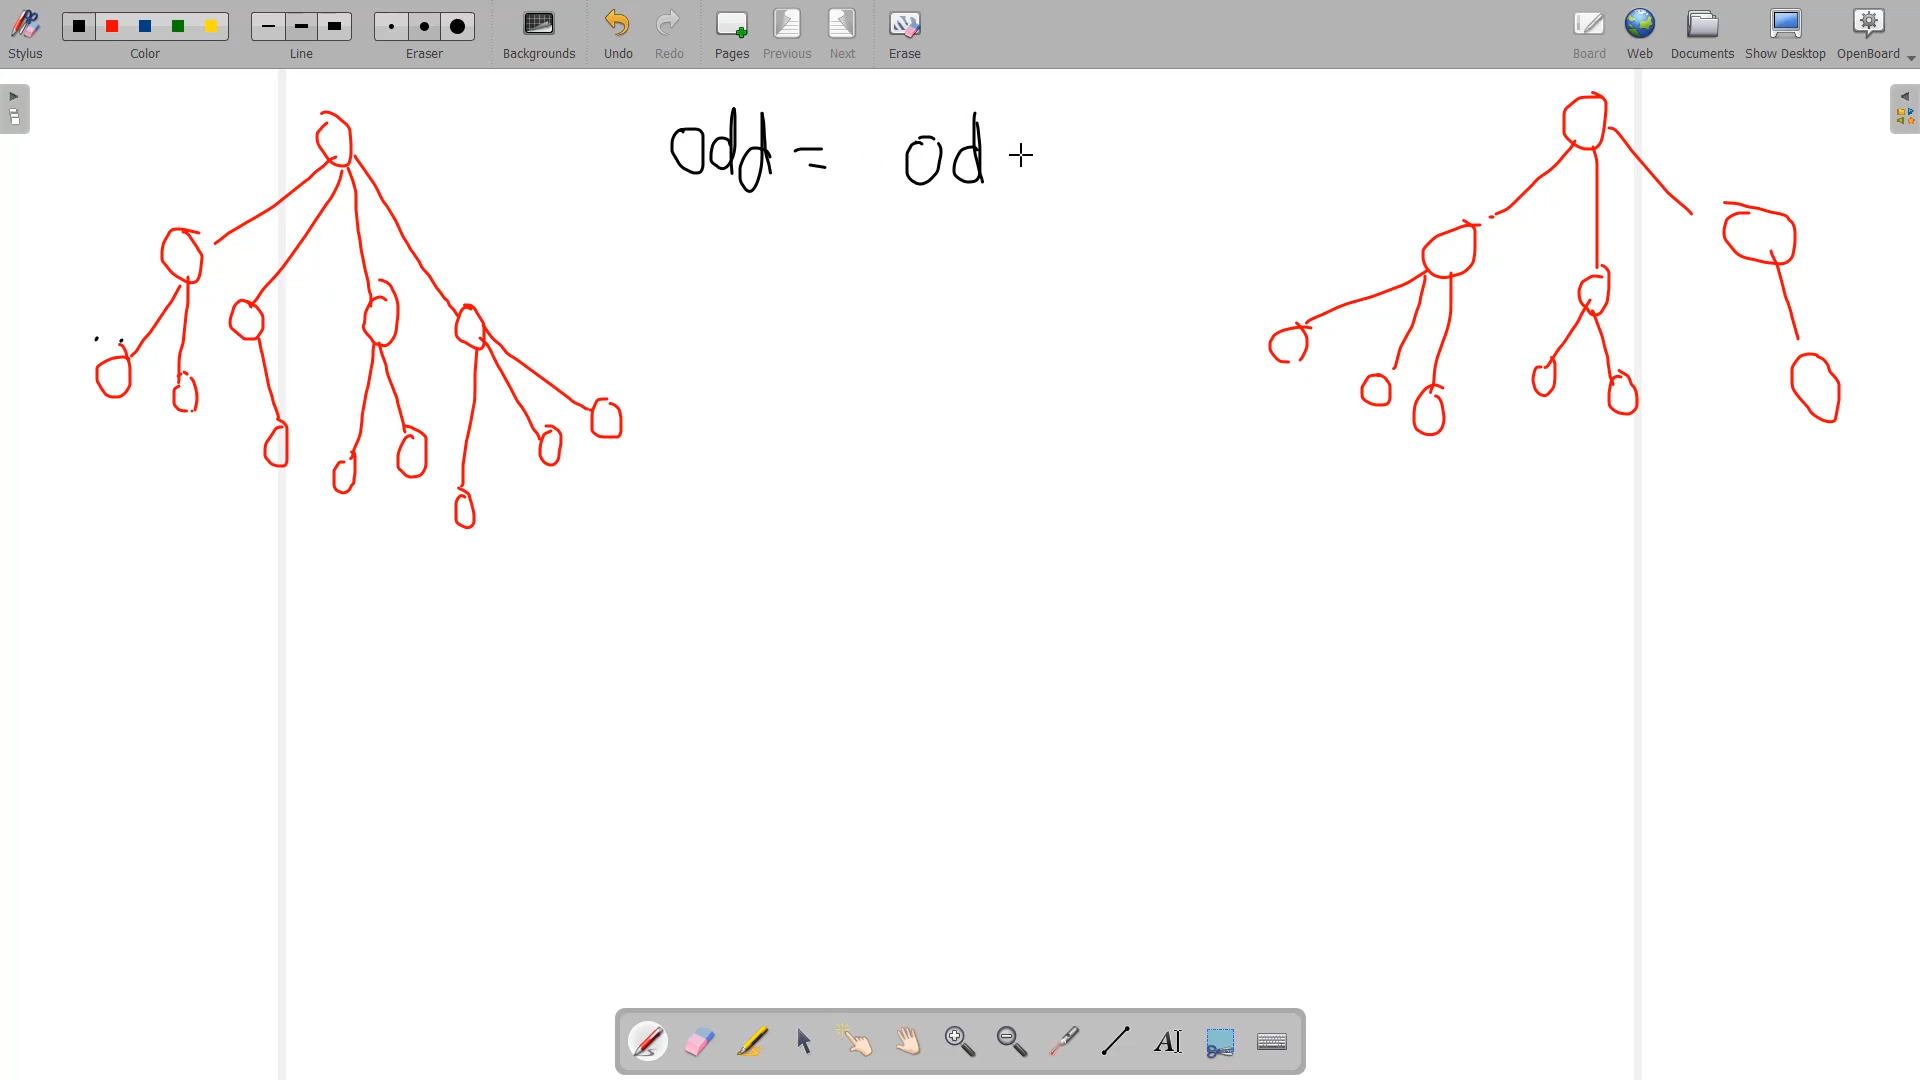 Stylus Color Line Eraser Backgrounds Undo Redo Pages Previous Next Erase Board Web Documents Show Desktop OpenBoard
odd = od
AI